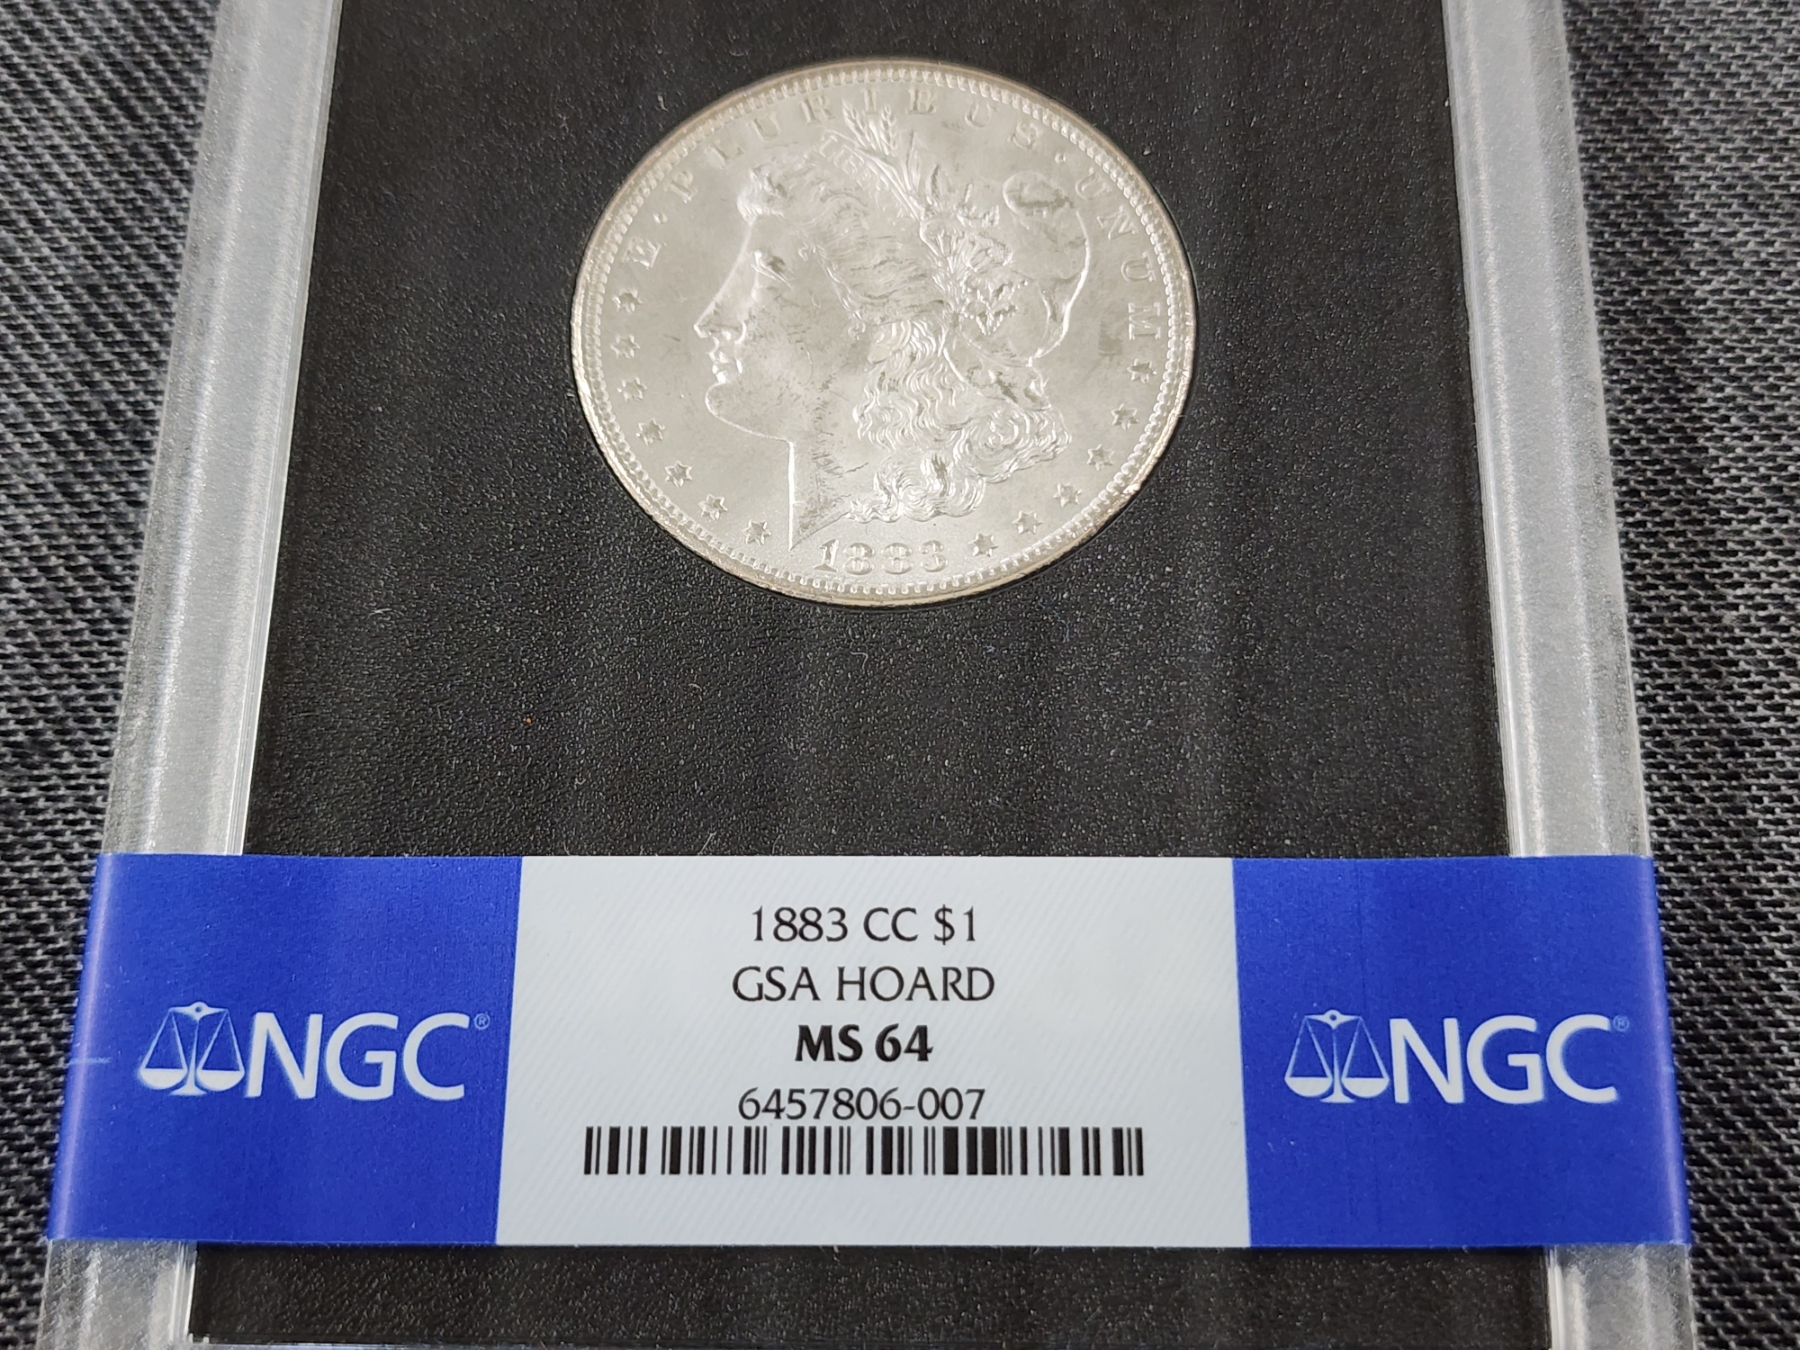 E · PLURIBUS · UNUM
1883
1883 CC $1
GSA HOARD
NGC® MS 64 NGC®
6457806-007